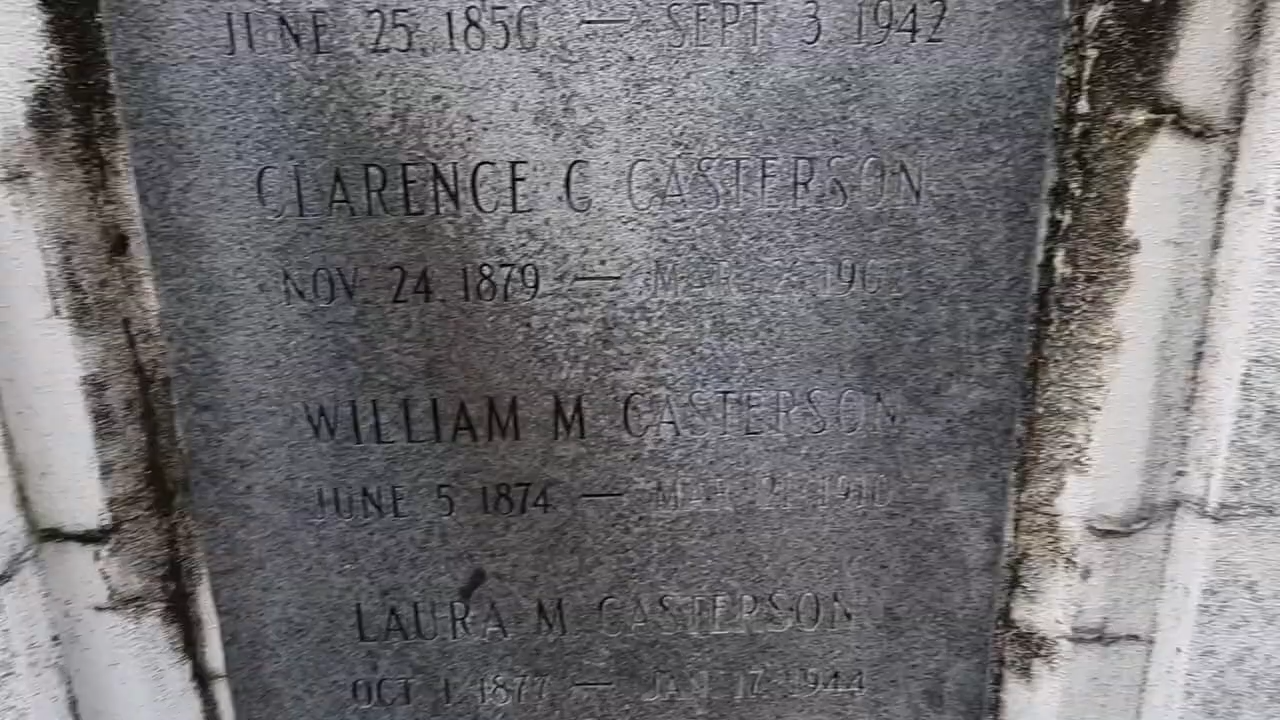 JUNE 25, 1856 — SEPT 3 1942
CLARENCE C CASTERSON
NOV. 24, 1879 — MAR.
WILLIAM M CASTERSON
JUNE 5 1874 — MAR 21 1910
LAURA M CASTERSON
OCT 1 1877 — JAN 17 1944